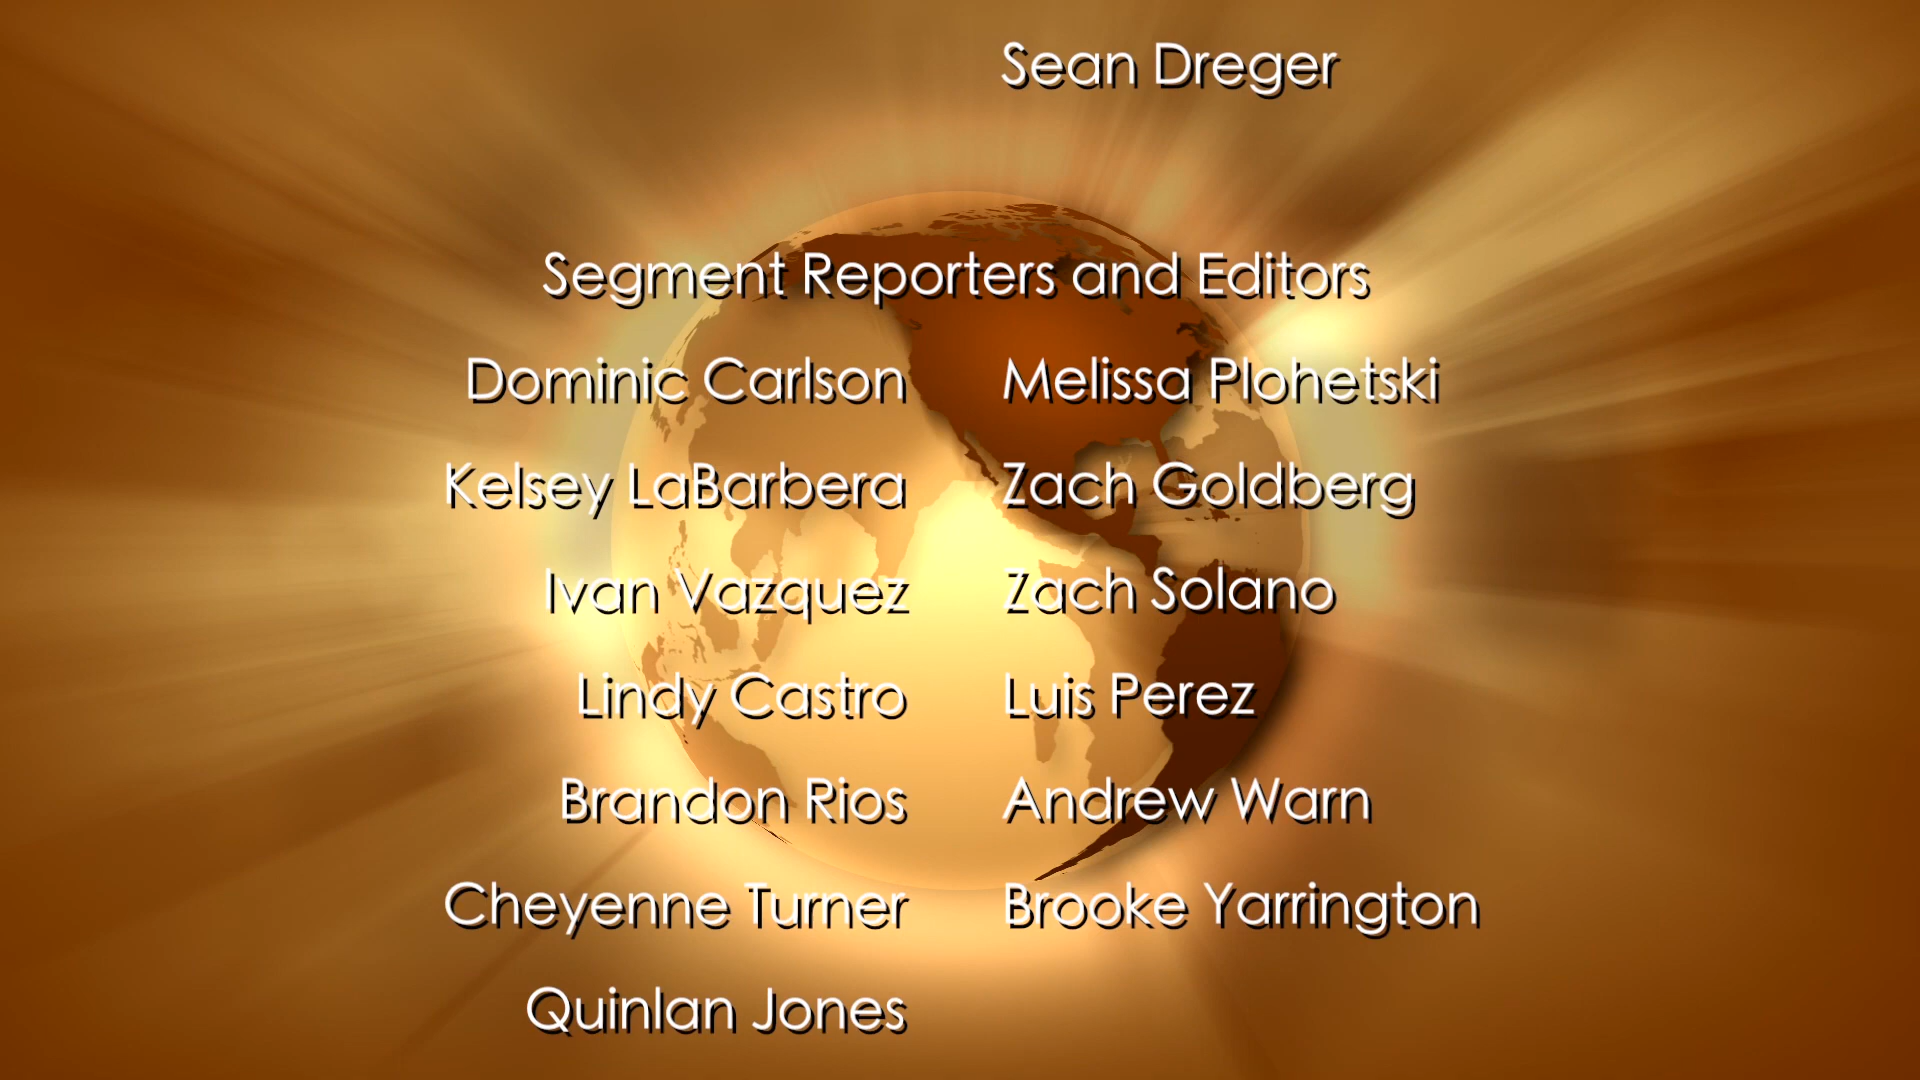 Sean Dreger
Segment Reporters and Editors
Dominic Carlson Melissa Plohetski
Kelsey LaBarbera Zach Goldberg
Ivan Vazquez Zach Solano
Lindy Castro Luis Perez
Brandon Rios Andrew Warn
Cheyenne Turner Brooke Yarrington
Quinlan Jones